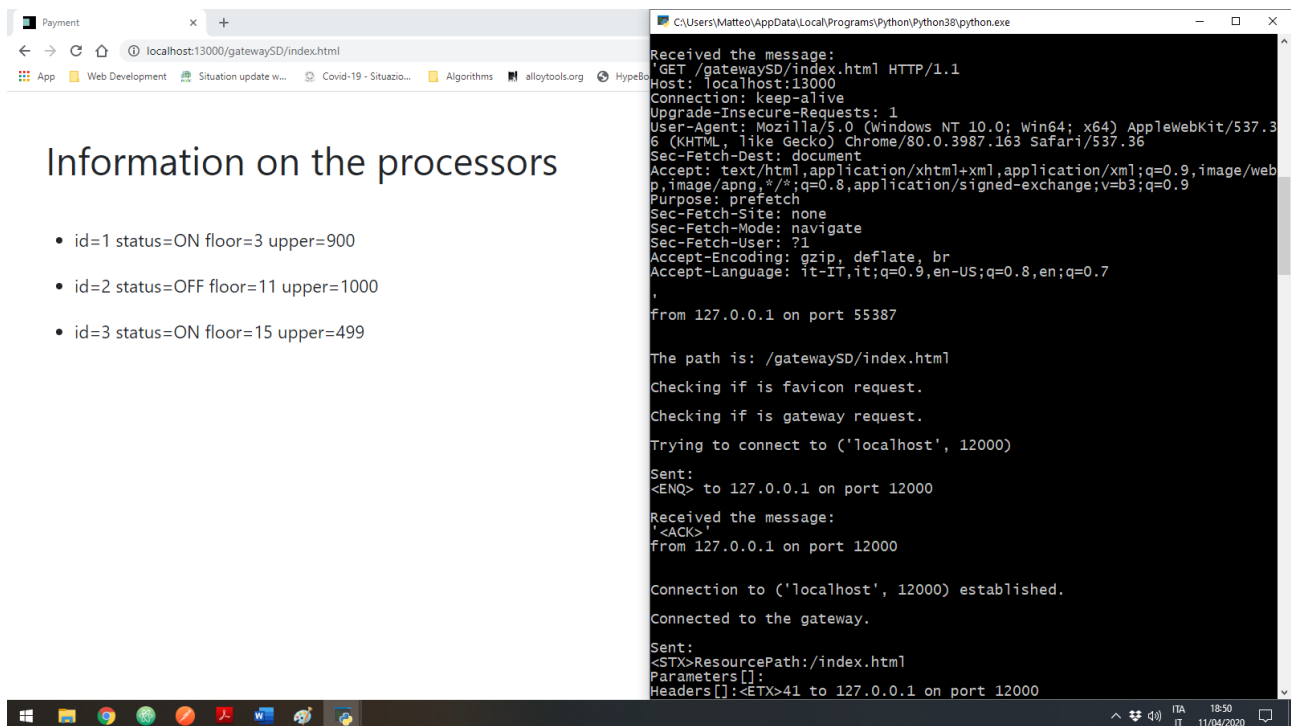 Payment
localhost:13000/gatewaySD/index.html
App Web Development Situation update w... Covid-19 - Situazio... Algorithms alloytools.org HypeBo
Information on the processors
• id=1 status=ON floor=3 upper=900
• id=2 status=OFF floor=11 upper=1000
• id=3 status=ON floor=15 upper=499
C:\Users\Matteo\AppData\Local\Programs\Python\Python38\python.exe
Received the message:
'GET /gatewaySD/index.html HTTP/1.1
Host: localhost:13000
Connection: keep-alive
Upgrade-Insecure-Requests: 1
User-Agent: Mozilla/5.0 (Windows NT 10.0; Win64; x64) AppleWebKit/537.3
6 (KHTML, like Gecko) Chrome/80.0.3987.163 Safari/537.36
Sec-Fetch-Dest: document
Accept: text/html,application/xhtml+xml,application/xml;q=0.9,image/web
p,image/apng,*/*;q=0.8,application/signed-exchange;v=b3;q=0.9
Purpose: prefetch
Sec-Fetch-Site: none
Sec-Fetch-Mode: navigate
Sec-Fetch-User: ?1
Accept-Encoding: gzip, deflate, br
Accept-Language: it-IT,it;q=0.9,en-US;q=0.8,en;q=0.7
'
from 127.0.0.1 on port 55387
The path is: /gatewaySD/index.html
Checking if is favicon request.
Checking if is gateway request.
Trying to connect to ('localhost', 12000)
Sent:
<ENQ> to 127.0.0.1 on port 12000
Received the message:
'<ACK>'
from 127.0.0.1 on port 12000
Connection to ('localhost', 12000) established.
Connected to the gateway.
Sent:
<STX>ResourcePath:/index.html
Parameters[]:
Headers[]:<ETX>41 to 127.0.0.1 on port 12000
ITA 18:50
IT 11/04/2020